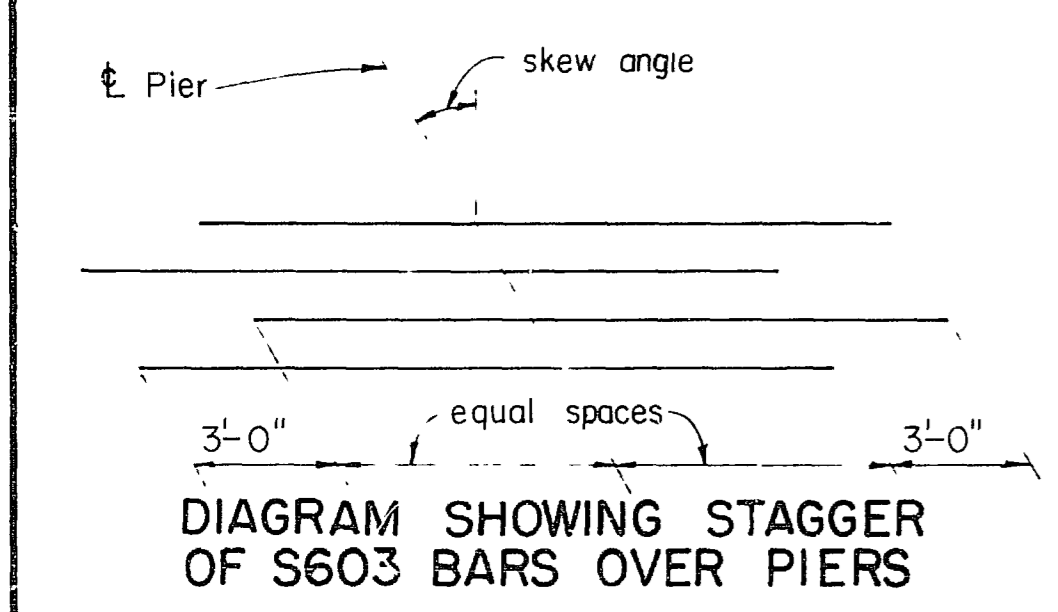 skew angle
℄ Pier
equal spaces
3'-0"
3'-0"
DIAGRAM SHOWING STAGGER
OF S603 BARS OVER PIERS